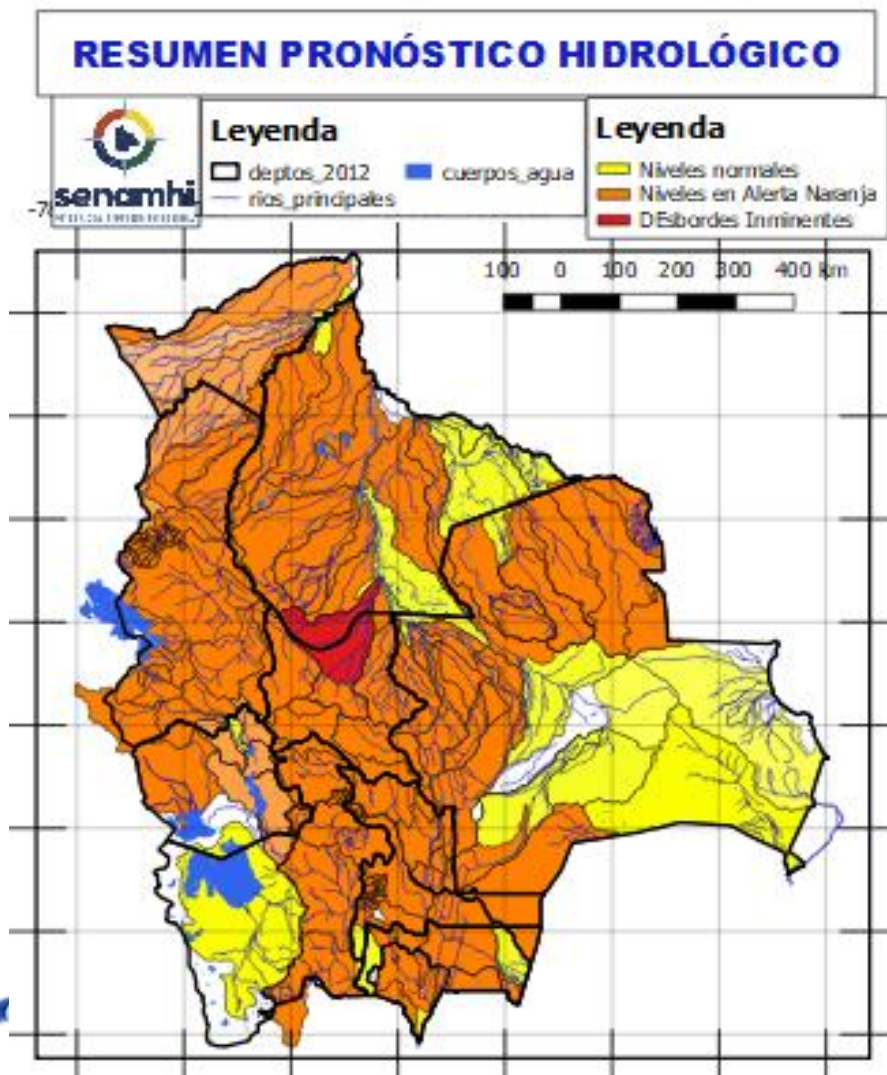 RESUMEN PRONÓSTICO HIDROLÓGICO
senamhi
Leyenda
deptos_2012
cuerpos_agua
rios_principales
Leyenda
Niveles normales
Niveles en Alerta Naranja
DEsbordes Inminentes
100 0 100 200 300 400 km